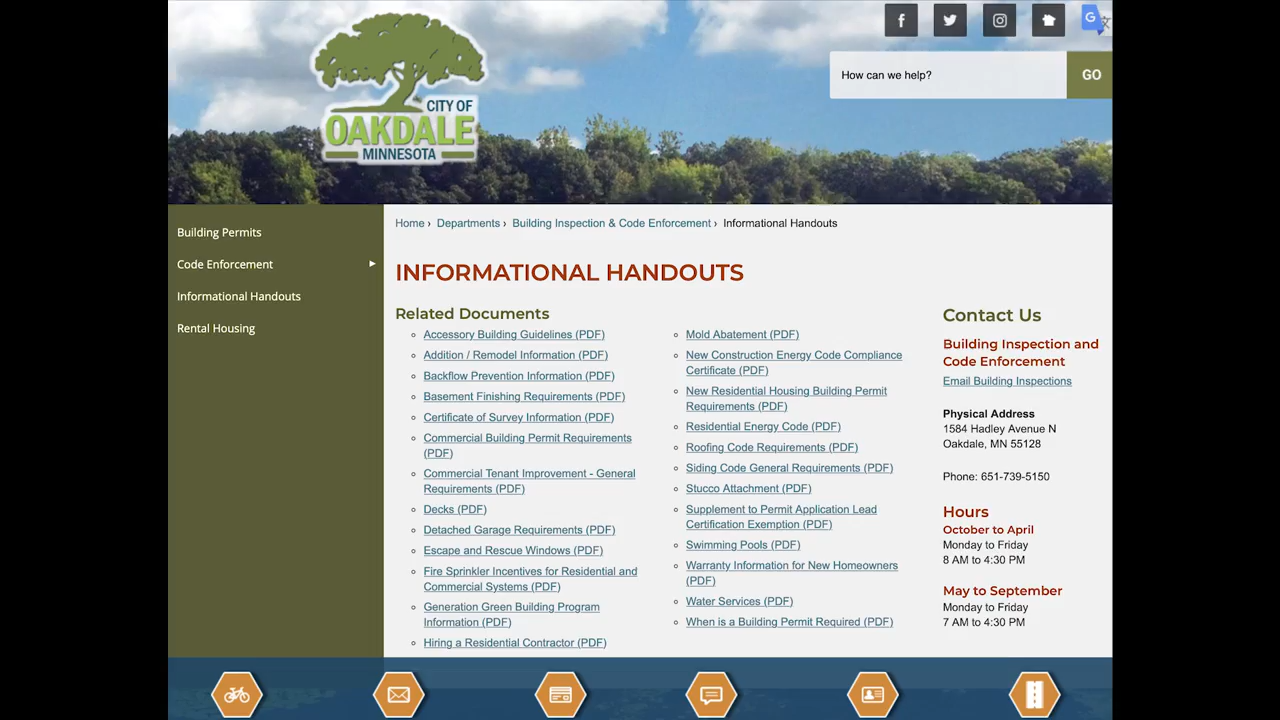 CITY OF
OAKDALE
MINNESOTA
How can we help?
GO
Building Permits
Code Enforcement
Informational Handouts
Rental Housing
Home › Departments › Building Inspection & Code Enforcement › Informational Handouts
INFORMATIONAL HANDOUTS
Related Documents
Accessory Building Guidelines (PDF)
Addition / Remodel Information (PDF)
Backflow Prevention Information (PDF)
Basement Finishing Requirements (PDF)
Certificate of Survey Information (PDF)
Commercial Building Permit Requirements
(PDF)
Commercial Tenant Improvement - General
Requirements (PDF)
Decks (PDF)
Detached Garage Requirements (PDF)
Escape and Rescue Windows (PDF)
Fire Sprinkler Incentives for Residential and
Commercial Systems (PDF)
Generation Green Building Program
Information (PDF)
Hiring a Residential Contractor (PDF)
Mold Abatement (PDF)
New Construction Energy Code Compliance
Certificate (PDF)
New Residential Housing Building Permit
Requirements (PDF)
Residential Energy Code (PDF)
Roofing Code Requirements (PDF)
Siding Code General Requirements (PDF)
Stucco Attachment (PDF)
Supplement to Permit Application Lead
Certification Exemption (PDF)
Swimming Pools (PDF)
Warranty Information for New Homeowners
(PDF)
Water Services (PDF)
When is a Building Permit Required (PDF)
Contact Us
Building Inspection and
Code Enforcement
Email Building Inspections
Physical Address
1584 Hadley Avenue N
Oakdale, MN 55128
Phone: 651-739-5150
Hours
October to April
Monday to Friday
8 AM to 4:30 PM
May to September
Monday to Friday
7 AM to 4:30 PM